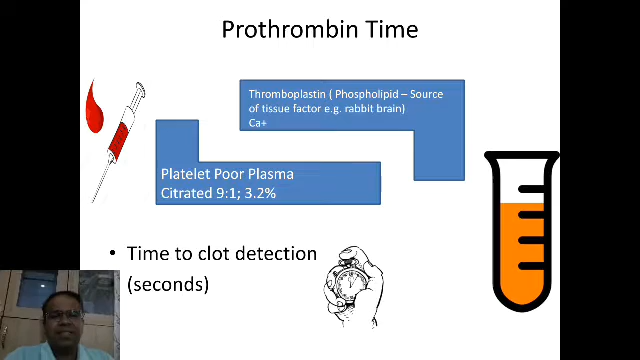 Prothrombin Time
Thromboplastin ( Phospholipid – Source
of tissue factor e.g. rabbit brain)
Ca+
Platelet Poor Plasma
Citrated 9:1; 3.2%
• Time to clot detection
(seconds)